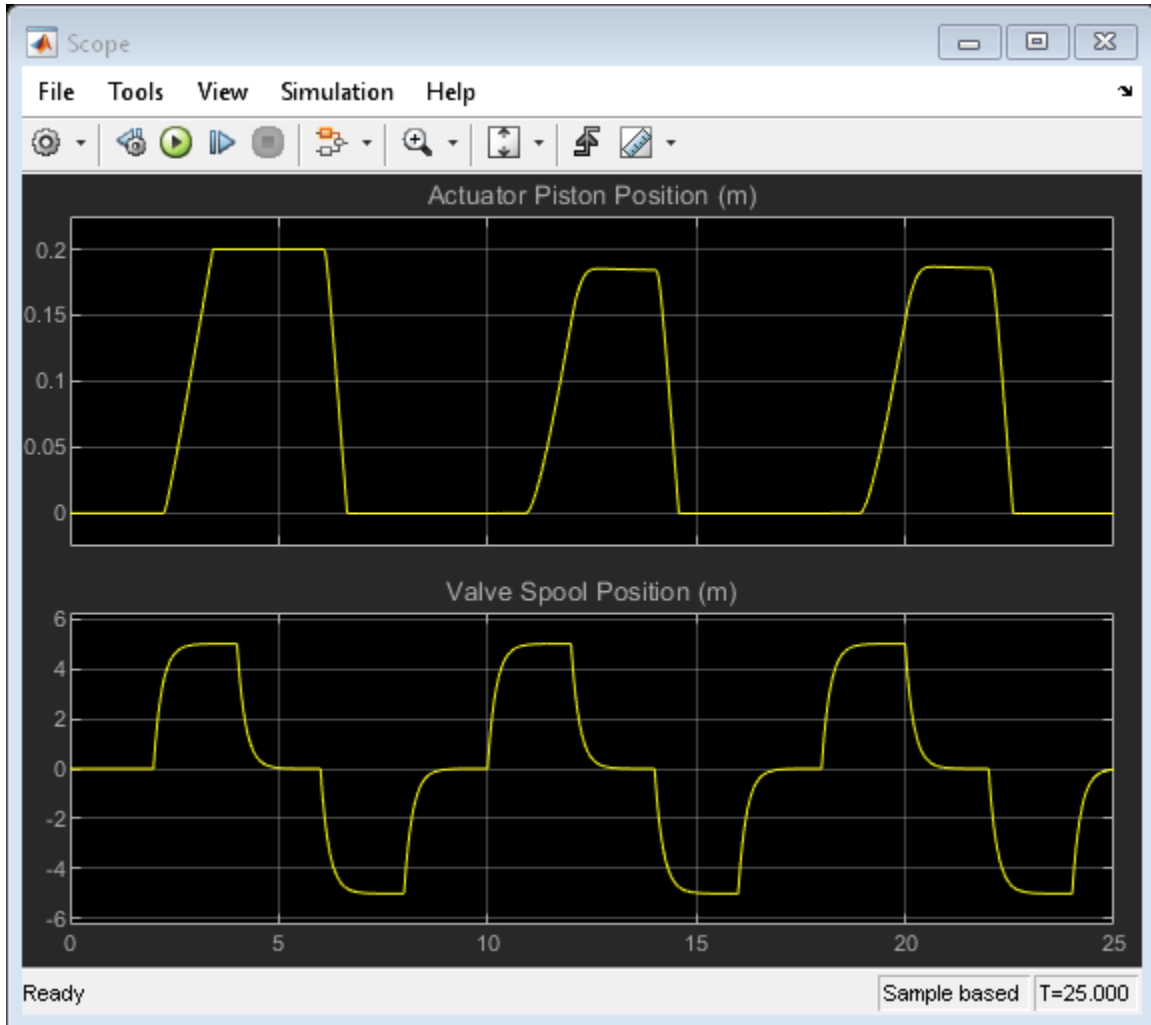 Scope
File Tools View Simulation Help
Actuator Piston Position (m)
0.2
0.15
0.1
0.05
0
Valve Spool Position (m)
6
4
2
0
-2
-4
-6
0 5 10 15 20 25
Ready Sample based T=25.000